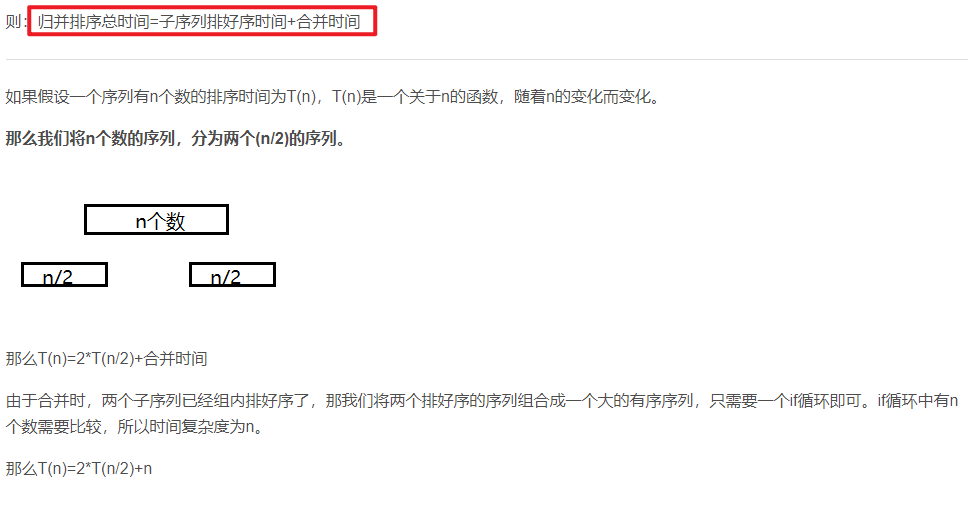 则：归并排序总时间=子序列排好序时间+合并时间
如果假设一个序列有n个数的排序时间为T(n)，T(n)是一个关于n的函数，随着n的变化而变化。
那么我们将n个数的序列，分为两个(n/2)的序列。
n个数
n/2 n/2
那么T(n)=2*T(n/2)+合并时间
由于合并时，两个子序列已经组内排好序了，那我们将两个排好序的序列组合成一个大的有序序列，只需要一个if循环即可。if循环中有n
个数需要比较，所以时间复杂度为n。
那么T(n)=2*T(n/2)+n